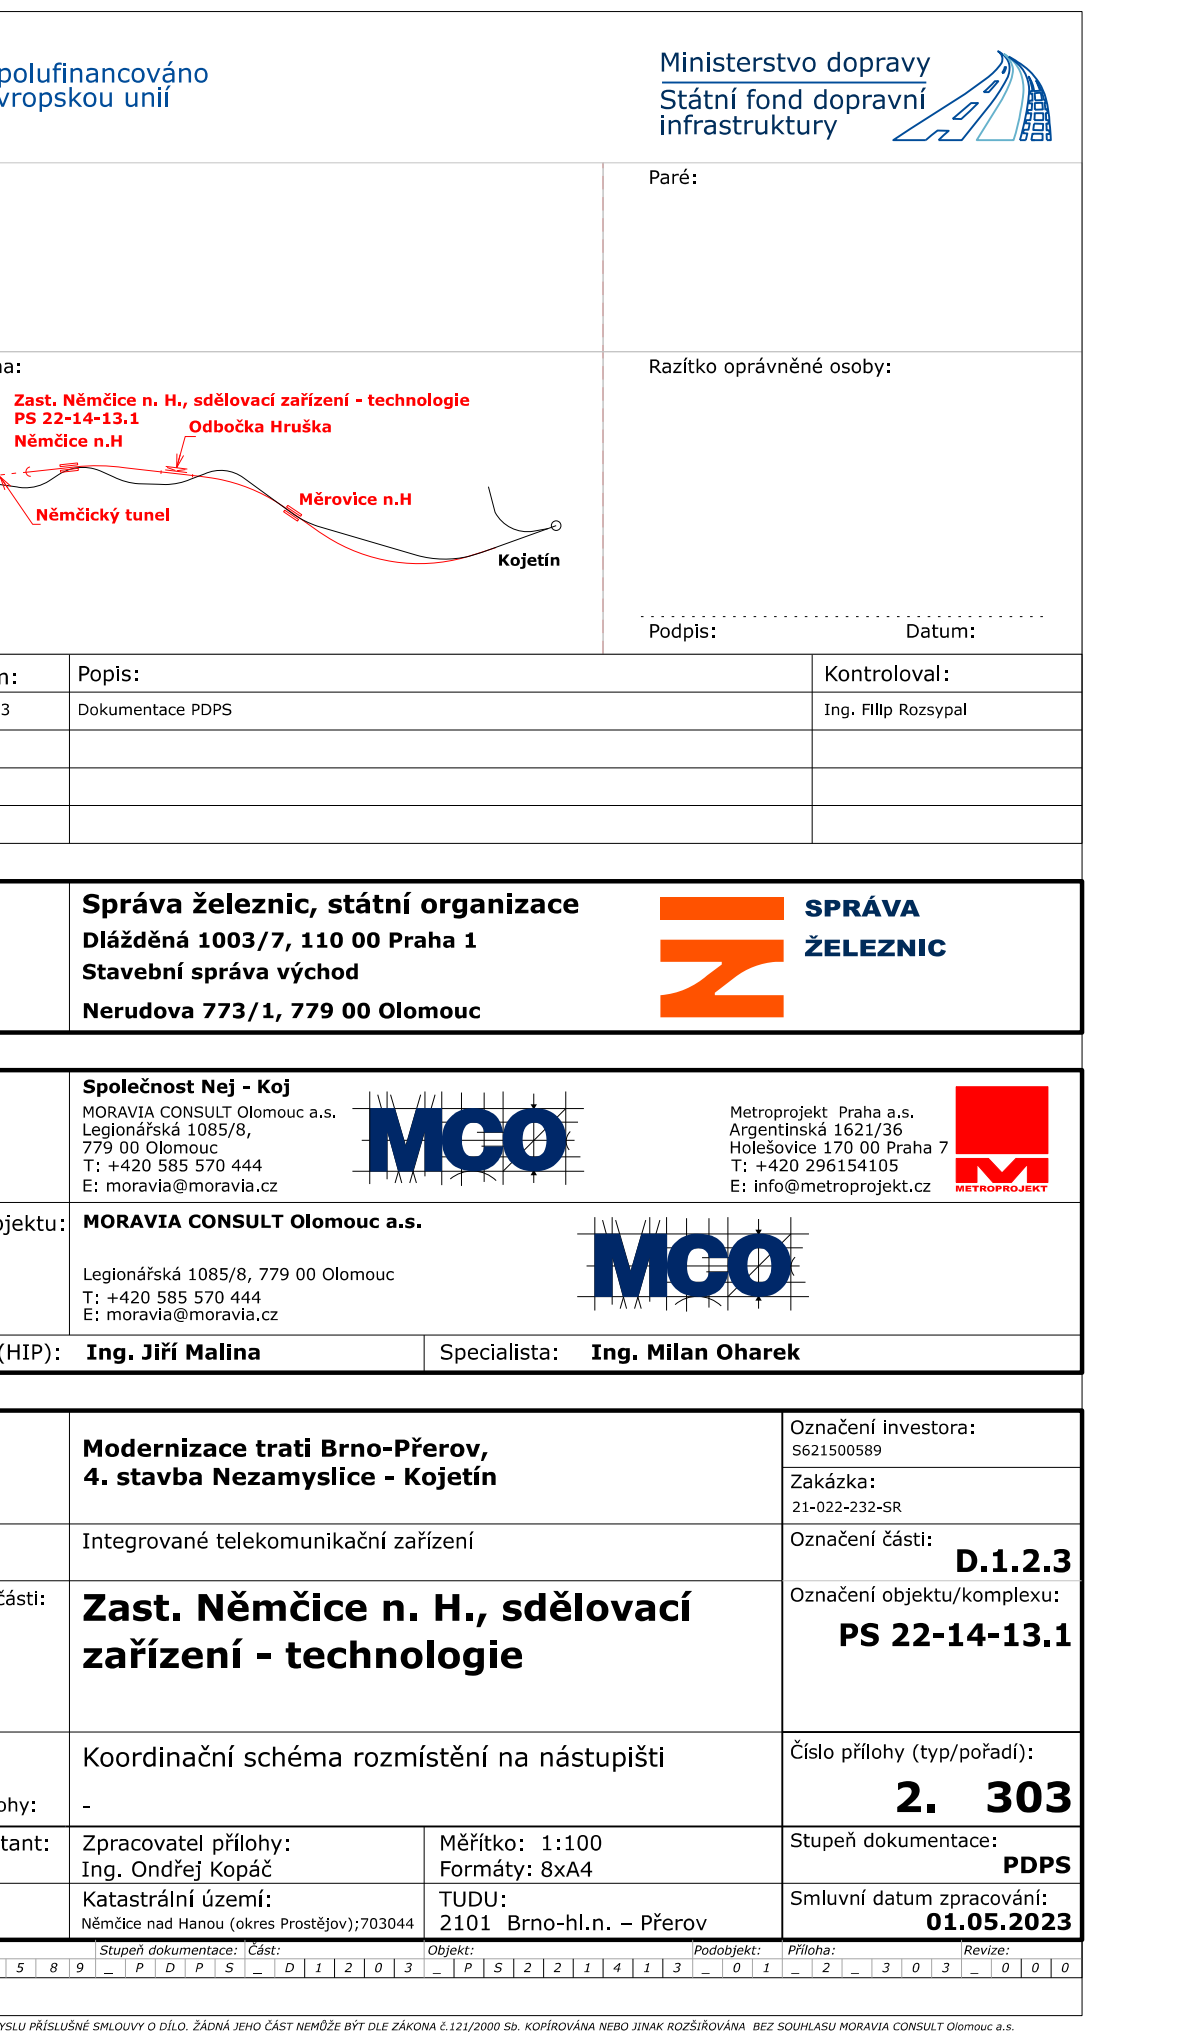 polufinancováno
vropskou unií
Ministerstvo dopravy
Státní fond dopravní
infrastruktury
Paré:
na:
Razítko oprávněné osoby:
Zast. Němčice n. H., sdělovací zařízení - technologie
PS 22-14-13.1
Němčice n.H
Odbočka Hruška
Němčický tunel
Měrovice n.H
Kojetín
Podpis: Datum:
n: Popis: Kontroloval:
3 Dokumentace PDPS Ing. Filip Rozsypal
Správa železnic, státní organizace
Dlážděná 1003/7, 110 00 Praha 1
Stavební správa východ
Nerudova 773/1, 779 00 Olomouc
SPRÁVA
ŽELEZNIC
Společnost Nej - Koj
MORAVIA CONSULT Olomouc a.s.
Legionářská 1085/8,
779 00 Olomouc
T: +420 585 570 444
E: moravia@moravia.cz
MCO
Metroprojekt Praha a.s.
Argentinská 1621/36
Holešovice 170 00 Praha 7
T: +420 296154105
E: info@metroprojekt.cz
METROPROJEKT
bjektu: MORAVIA CONSULT Olomouc a.s.
Legionářská 1085/8, 779 00 Olomouc
T: +420 585 570 444
E: moravia@moravia.cz
MCO
(HIP): Ing. Jiří Malina Specialista: Ing. Milan Oharek
Modernizace trati Brno-Přerov,
4. stavba Nezamyslice - Kojetín
Označení investora:
S621500589
Zakázka:
21-022-232-SR
Integrované telekomunikační zařízení
Označení části:
D.1.2.3
části:
Zast. Němčice n. H., sdělovací
zařízení - technologie
Označení objektu/komplexu:
PS 22-14-13.1
Koordinační schéma rozmístění na nástupišti
Číslo přílohy (typ/pořadí):
2. 303
ohy: -
tant: Zpracovatel přílohy:
Ing. Ondřej Kopáč
Měřítko: 1:100
Formáty: 8xA4
Stupeň dokumentace:
PDPS
Katastrální území:
Němčice nad Hanou (okres Prostějov);703044
TUDU:
2101 Brno-hl.n. – Přerov
Smluvní datum zpracování:
01.05.2023
Stupeň dokumentace: Část: Objekt: Podobjekt: Příloha: Revize:
5 8 9 _ P D P S _ D 1 2 0 3 _ P S 2 2 1 4 1 3 _ 0 1 _ 2 _ 3 0 3 _ 0 0 0
YSLU PŘÍSLUŠNÉ SMLOUVY O DÍLO. ŽÁDNÁ JEHO ČÁST NEMŮŽE BÝT DLE ZÁKONA č.121/2000 Sb. KOPÍROVÁNA NEBO JINAK ROZŠIŘOVÁNA BEZ SOUHLASU MORAVIA CONSULT Olomouc a.s.